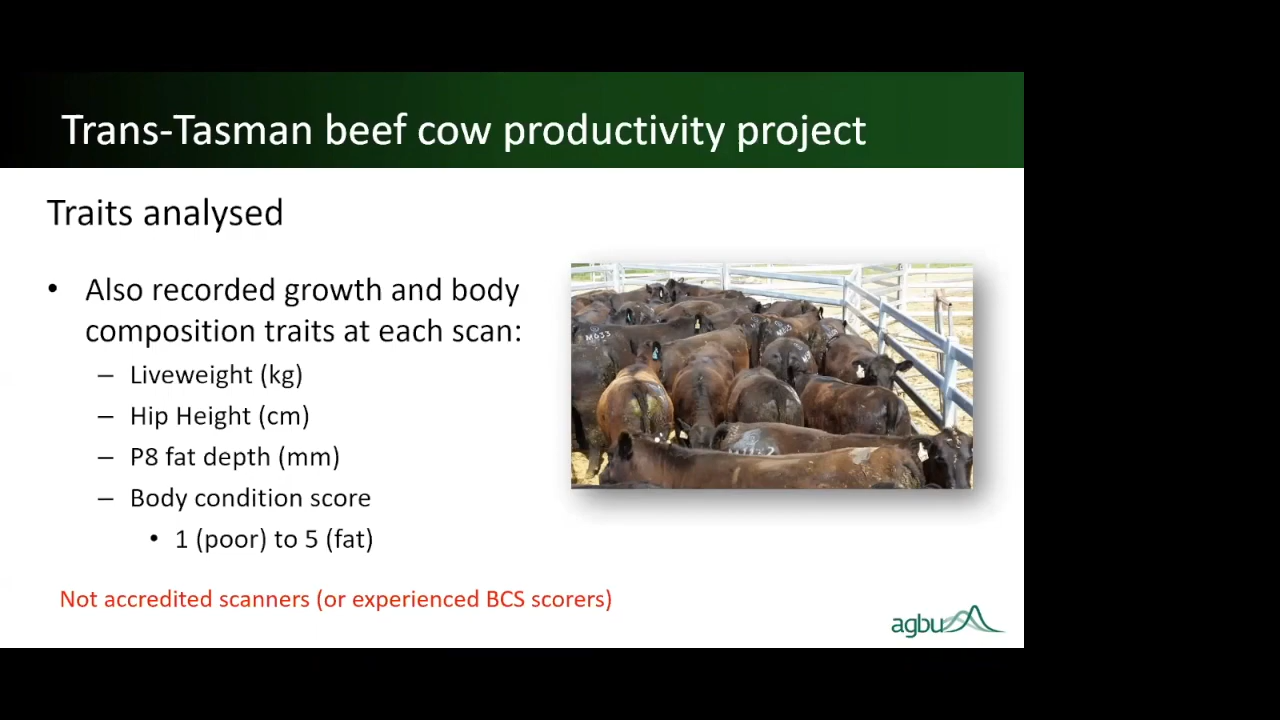 Trans-Tasman beef cow productivity project
Traits analysed
• Also recorded growth and body
composition traits at each scan:
– Liveweight (kg)
– Hip Height (cm)
– P8 fat depth (mm)
– Body condition score
• 1 (poor) to 5 (fat)
Not accredited scanners (or experienced BCS scorers)
agbu